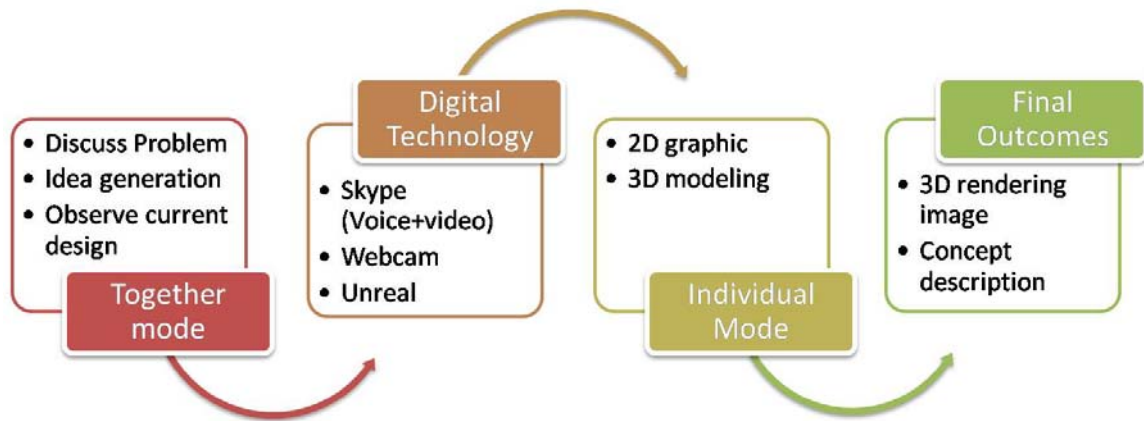 • Discuss Problem
• Idea generation
• Observe current
design
Together
mode
Digital
Technology
• Skype
(Voice+video)
• Webcam
• Unreal
• 2D graphic
• 3D modeling
Individual
Mode
Final
Outcomes
• 3D rendering
image
• Concept
description